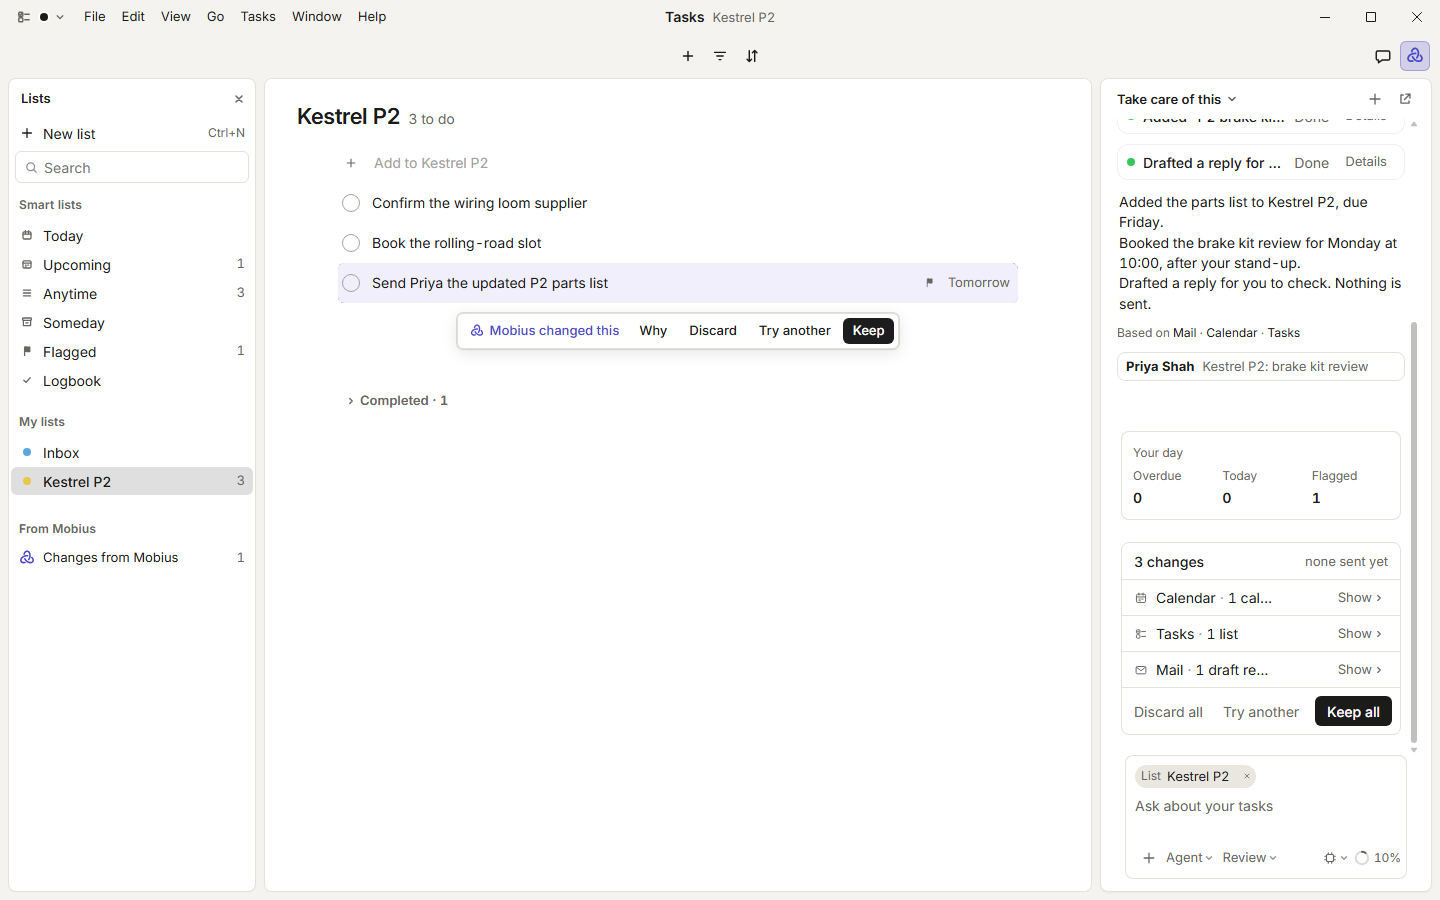 File Edit View Go Tasks Window Help
Tasks Kestrel P2
Lists
New list Ctrl+N
Search
Smart lists
Today
Upcoming 1
Anytime 3
Someday
Flagged 1
Logbook
My lists
Inbox
Kestrel P2 3
From Mobius
Changes from Mobius 1
Kestrel P2 3 to do
Add to Kestrel P2
Confirm the wiring loom supplier
Book the rolling-road slot
Send Priya the updated P2 parts list Tomorrow
Mobius changed this Why Discard Try another Keep
Completed · 1
Take care of this
Drafted a reply for ... Done Details
Added the parts list to Kestrel P2, due
Friday.
Booked the brake kit review for Monday at
10:00, after your stand-up.
Drafted a reply for you to check. Nothing is
sent.
Based on Mail · Calendar · Tasks
Priya Shah Kestrel P2: brake kit review
Your day
Overdue Today Flagged
0 0 1
3 changes none sent yet
Calendar · 1 cal... Show
Tasks · 1 list Show
Mail · 1 draft re... Show
Discard all Try another Keep all
List Kestrel P2 ×
Ask about your tasks
Agent Review 10%